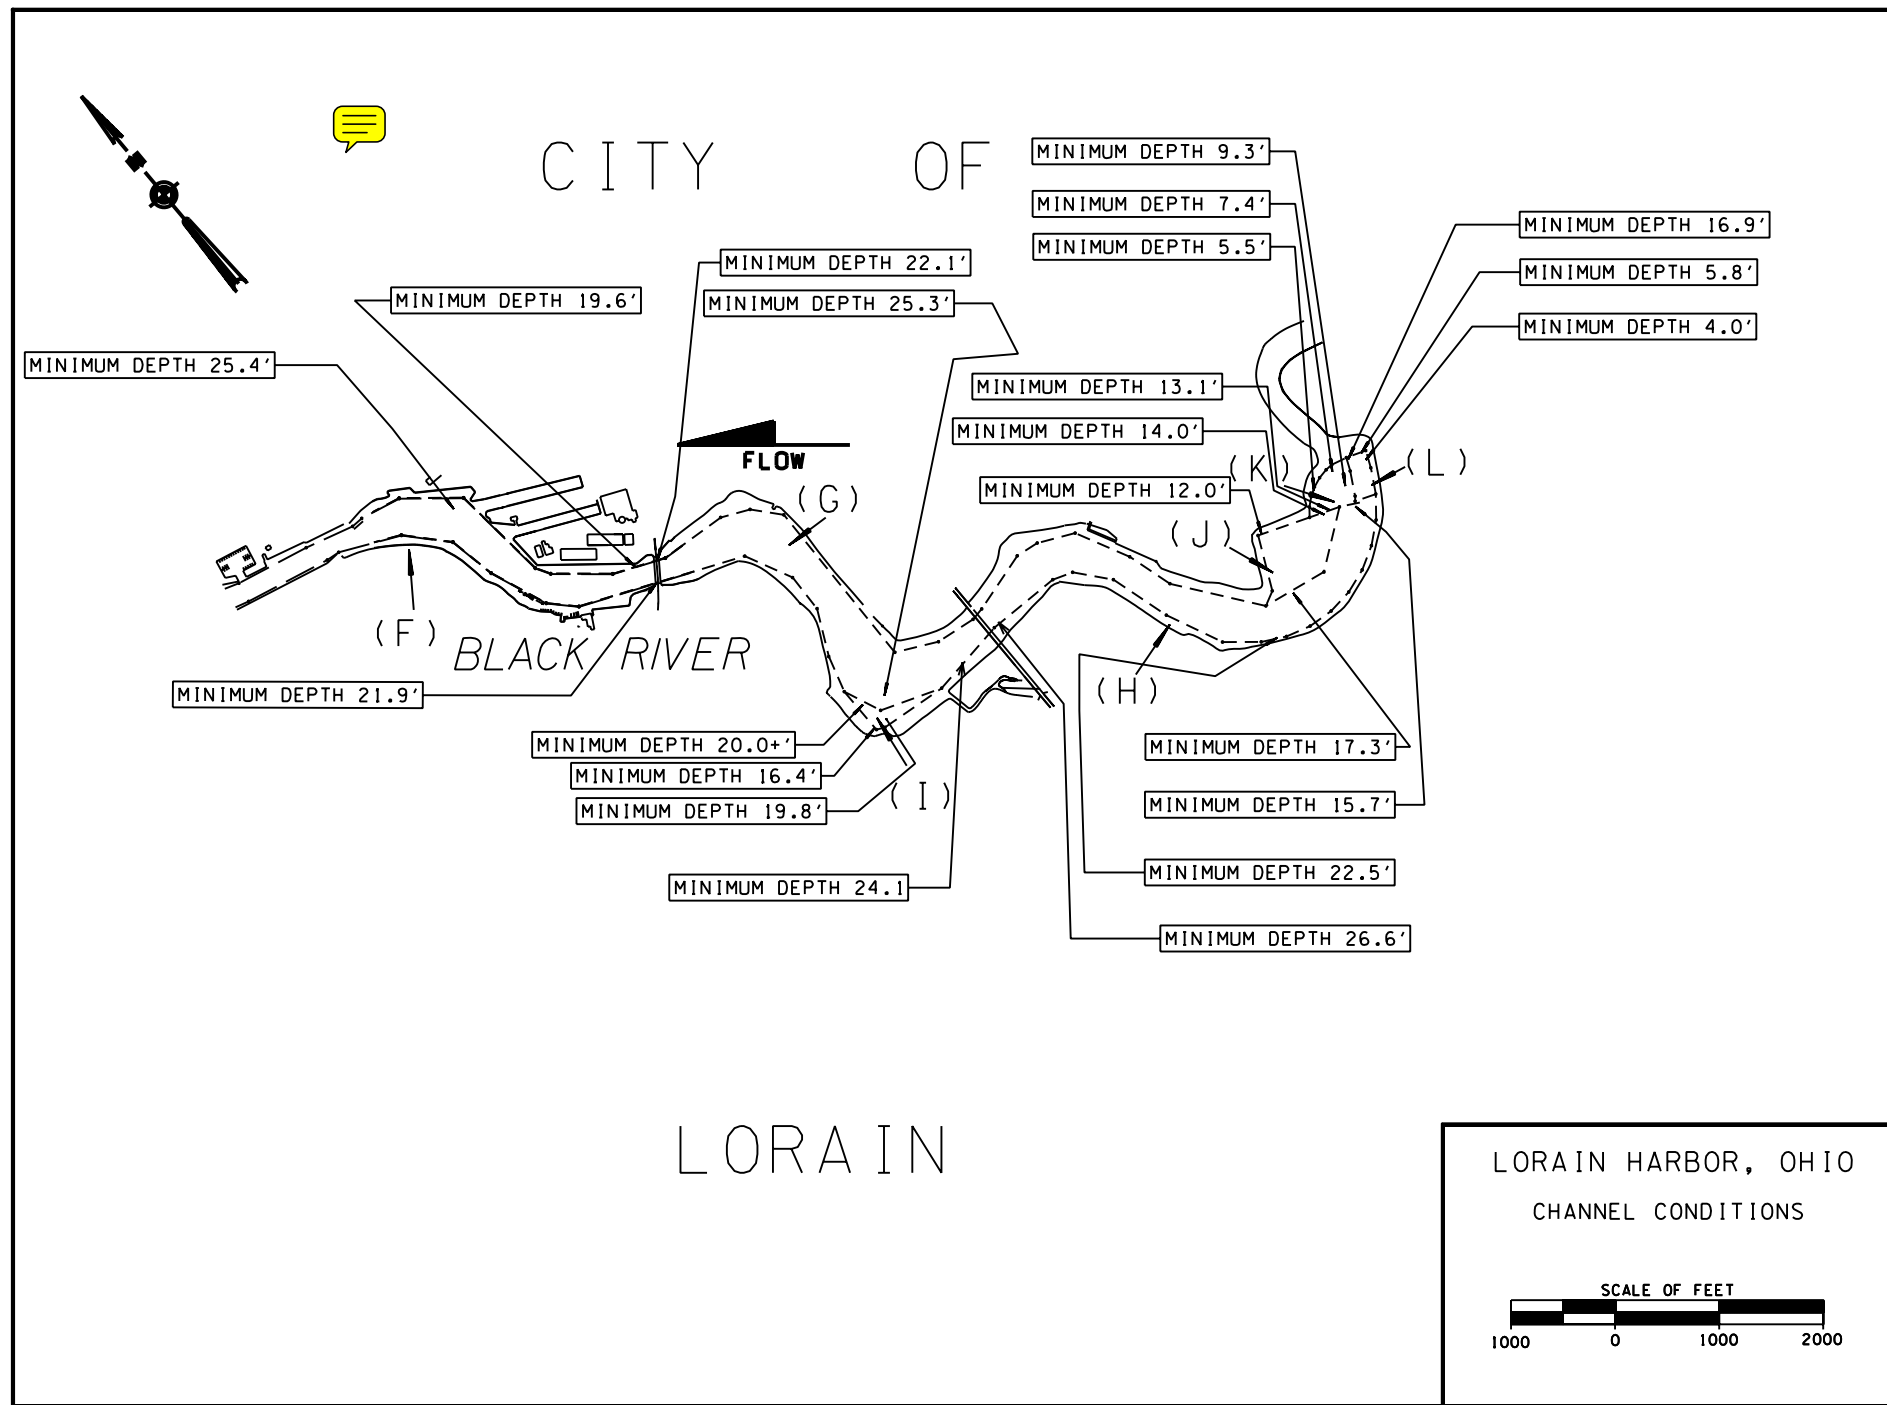 CITY OF
MINIMUM DEPTH 9.3'
MINIMUM DEPTH 7.4'
MINIMUM DEPTH 5.5'
MINIMUM DEPTH 16.9'
MINIMUM DEPTH 5.8'
MINIMUM DEPTH 4.0'
MINIMUM DEPTH 22.1'
MINIMUM DEPTH 19.6'
MINIMUM DEPTH 25.3'
MINIMUM DEPTH 25.4'
MINIMUM DEPTH 13.1'
MINIMUM DEPTH 14.0'
FLOW
(K)
(L)
MINIMUM DEPTH 12.0'
(G)
(J)
(F)
BLACK RIVER
(H)
MINIMUM DEPTH 21.9'
MINIMUM DEPTH 20.0+'
MINIMUM DEPTH 17.3'
MINIMUM DEPTH 16.4'
(I)
MINIMUM DEPTH 19.8'
MINIMUM DEPTH 15.7'
MINIMUM DEPTH 24.1
MINIMUM DEPTH 22.5'
MINIMUM DEPTH 26.6'
LORAIN
LORAIN HARBOR, OHIO
CHANNEL CONDITIONS
SCALE OF FEET
1000 0 1000 2000